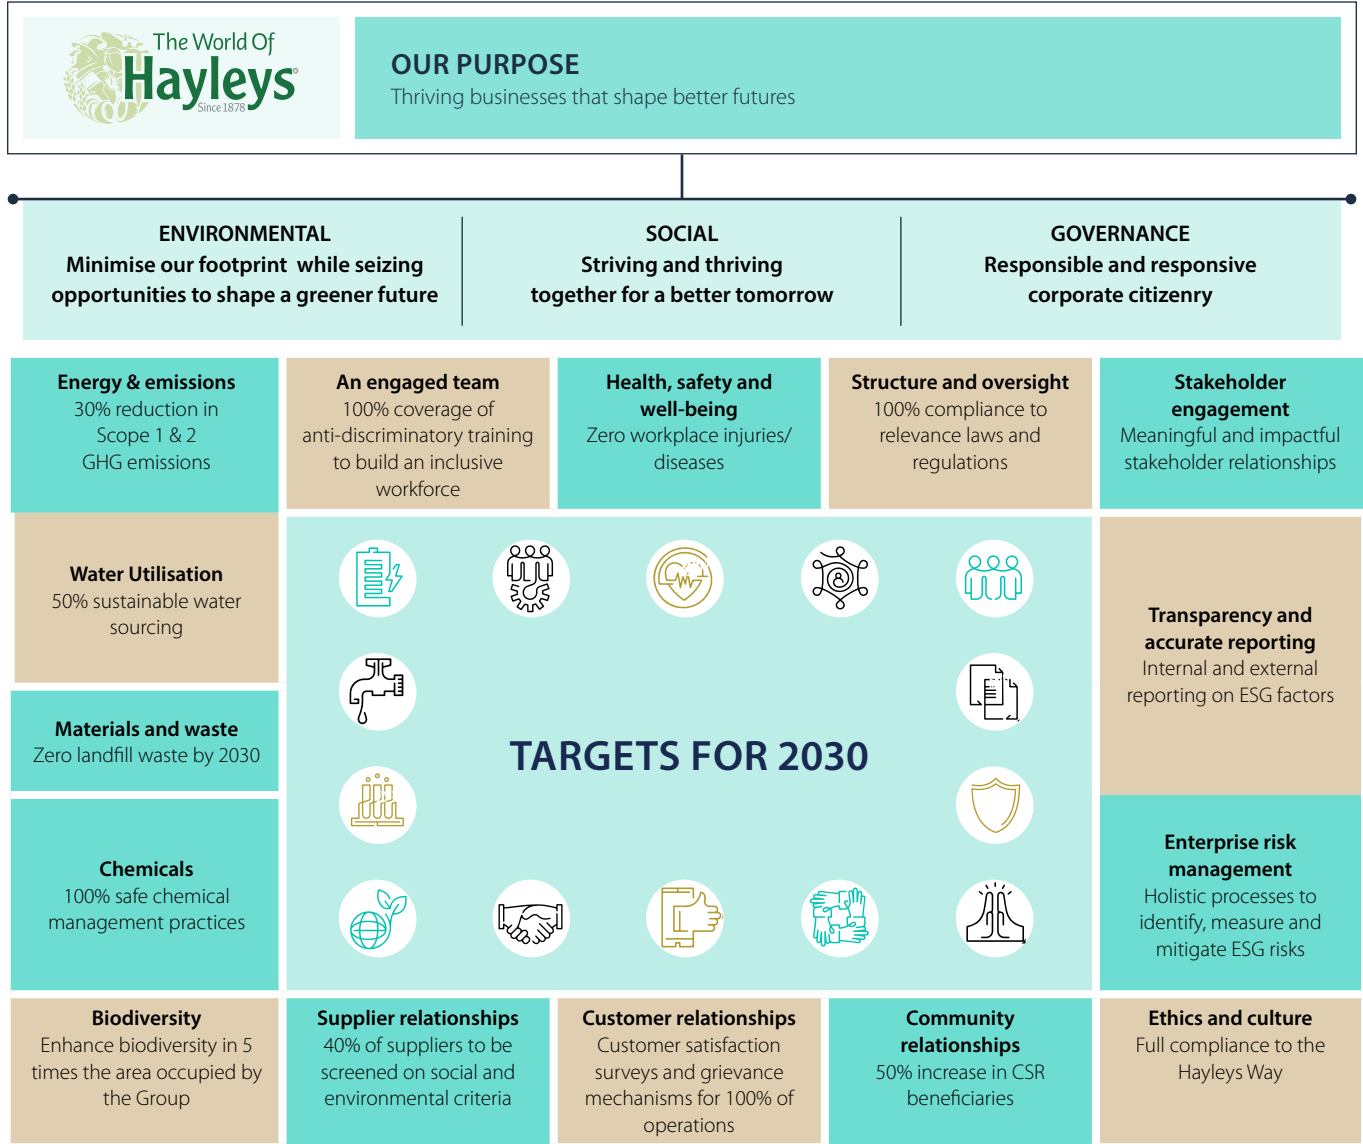 The World Of
Hayleys
Since 1878
OUR PURPOSE
Thriving businesses that shape better futures
ENVIRONMENTAL
Minimise our footprint while seizing
opportunities to shape a greener future
SOCIAL
Striving and thriving
together for a better tomorrow
GOVERNANCE
Responsible and responsive
corporate citizenry
Energy & emissions
30% reduction in
Scope 1 & 2
GHG emissions
An engaged team
100% coverage of
anti-discriminatory training
to build an inclusive
workforce
Health, safety and
well-being
Zero workplace injuries/
diseases
Structure and oversight
100% compliance to
relevance laws and
regulations
Stakeholder
engagement
Meaningful and impactful
stakeholder relationships
Water Utilisation
50% sustainable water
sourcing
Materials and waste
Zero landfill waste by 2030
Chemicals
100% safe chemical
management practices
TARGETS FOR 2030
Transparency and
accurate reporting
Internal and external
reporting on ESG factors
Enterprise risk
management
Holistic processes to
identify, measure and
mitigate ESG risks
Biodiversity
Enhance biodiversity in 5
times the area occupied by
the Group
Supplier relationships
40% of suppliers to be
screened on social and
environmental criteria
Customer relationships
Customer satisfaction
surveys and grievance
mechanisms for 100% of
operations
Community
relationships
50% increase in CSR
beneficiaries
Ethics and culture
Full compliance to the
Hayleys Way